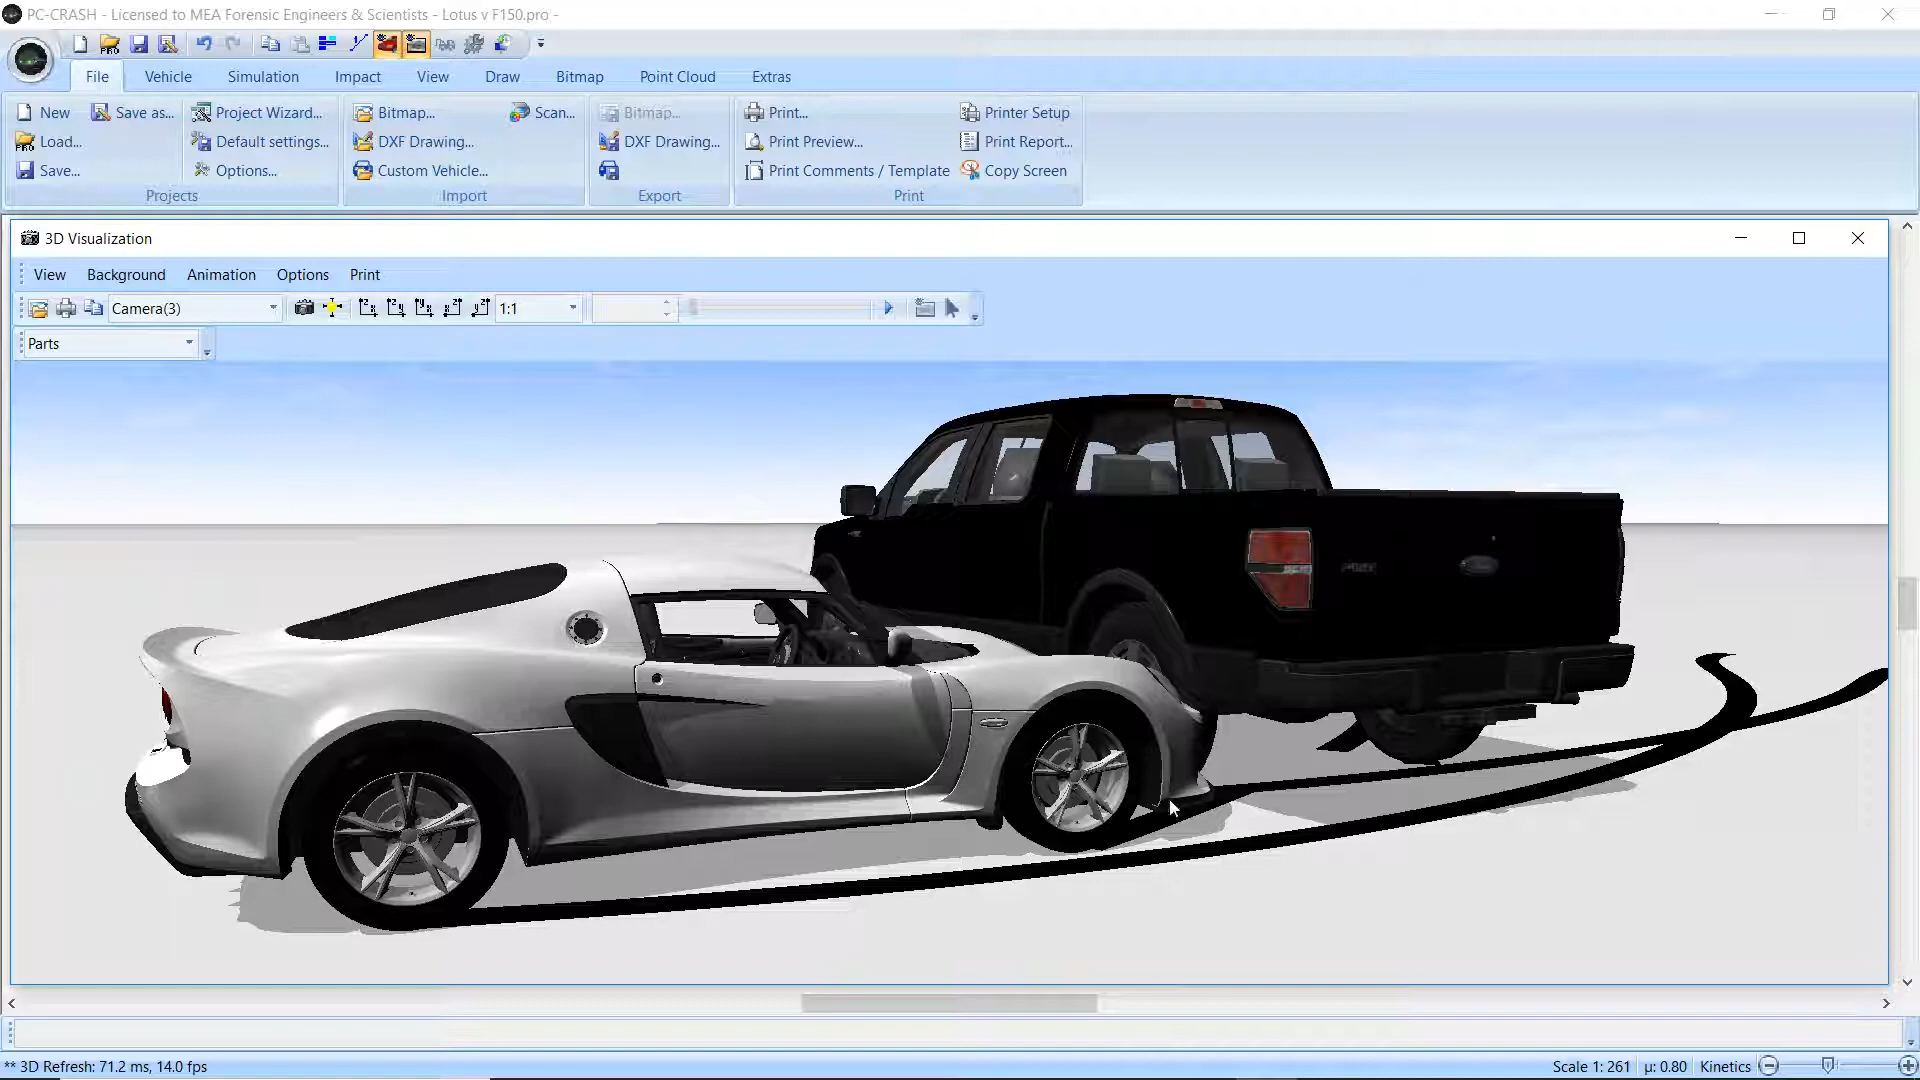 PC-CRASH - Licensed to MEA Forensic Engineers & Scientists - Lotus v F150.pro -
File Vehicle Simulation Impact View Draw Bitmap Point Cloud Extras
New Save as... Project Wizard... Bitmap... Scan... Bitmap... Print... Printer Setup
Load... Default settings... DXF Drawing... DXF Drawing... Print Preview... Print Report...
Save... Options... Custom Vehicle... Print Comments / Template Copy Screen
Projects Import Export Print
3D Visualization
View Background Animation Options Print
Camera(3) 1:1
Parts
** 3D Refresh: 71.2 ms, 14.0 fps Scale 1: 261 µ: 0.80 Kinetics